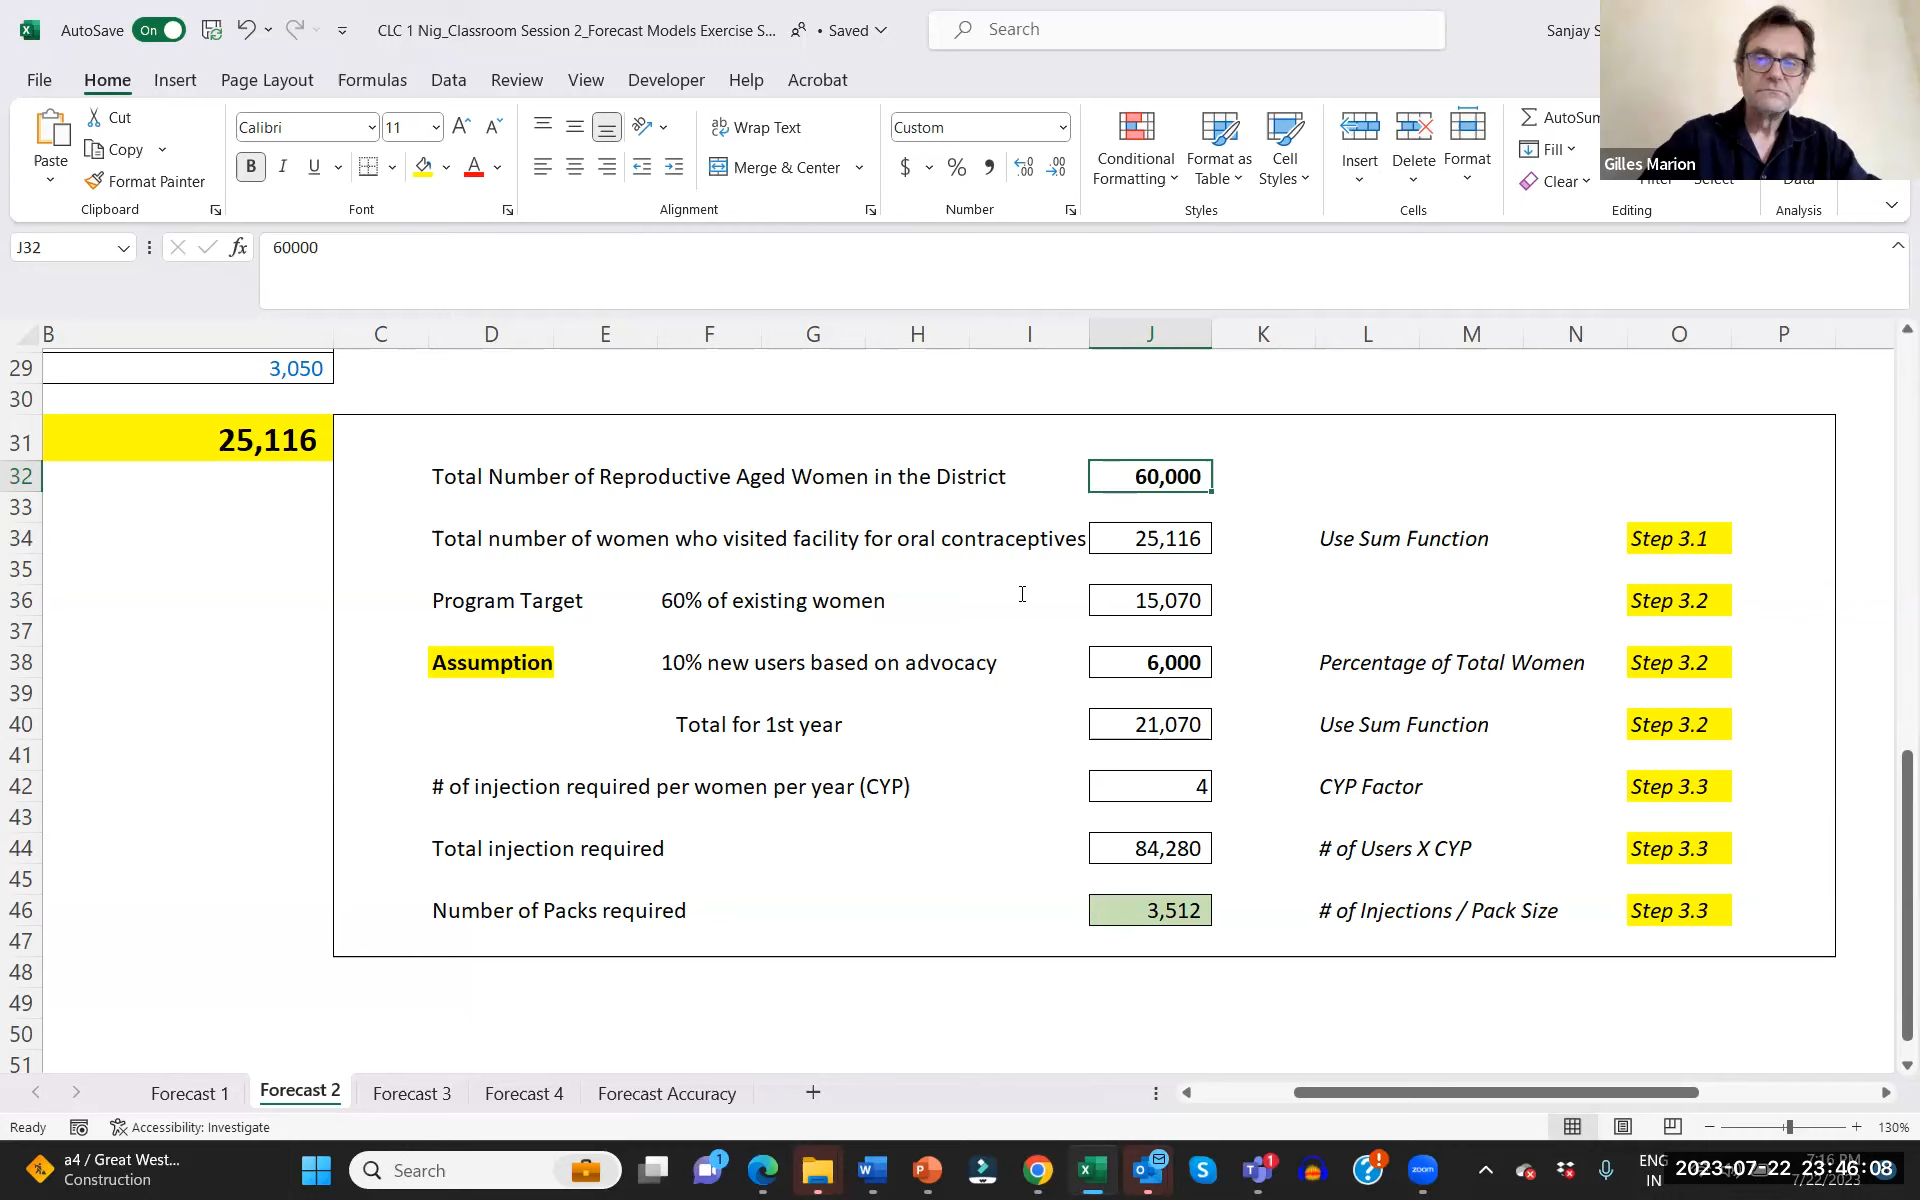 AutoSave On CLC 1 Nig_Classroom Session 2_Forecast Models Exercise S... • Saved Search Sanjay S
File Home Insert Page Layout Formulas Data Review View Developer Help Acrobat
Paste Cut Copy Format Painter Clipboard
Calibri 11 B I U A Font
Wrap Text Merge & Center Alignment
Custom $ % Number
Conditional Formatting Format as Table Cell Styles Styles
Insert Delete Format Cells
AutoSum Fill Clear Editing
Analysis
Gilles Marion
J32 fx 60000
B C D E F G H I J K L M N O P
29 3,050
30
31 25,116
32 Total Number of Reproductive Aged Women in the District 60,000
33
34 Total number of women who visited facility for oral contraceptives 25,116 Use Sum Function Step 3.1
35
36 Program Target 60% of existing women 15,070 Step 3.2
37
38 Assumption 10% new users based on advocacy 6,000 Percentage of Total Women Step 3.2
39
40 Total for 1st year 21,070 Use Sum Function Step 3.2
41
42 # of injection required per women per year (CYP) 4 CYP Factor Step 3.3
43
44 Total injection required 84,280 # of Users X CYP Step 3.3
45
46 Number of Packs required 3,512 # of Injections / Pack Size Step 3.3
47
48
49
50
51
Forecast 1 Forecast 2 Forecast 3 Forecast 4 Forecast Accuracy
Ready Accessibility: Investigate 130%
a4 / Great West...
Construction
Search
zoom
ENG
IN
2023-07-22 23:46:08
7:16 PM
7/22/2023